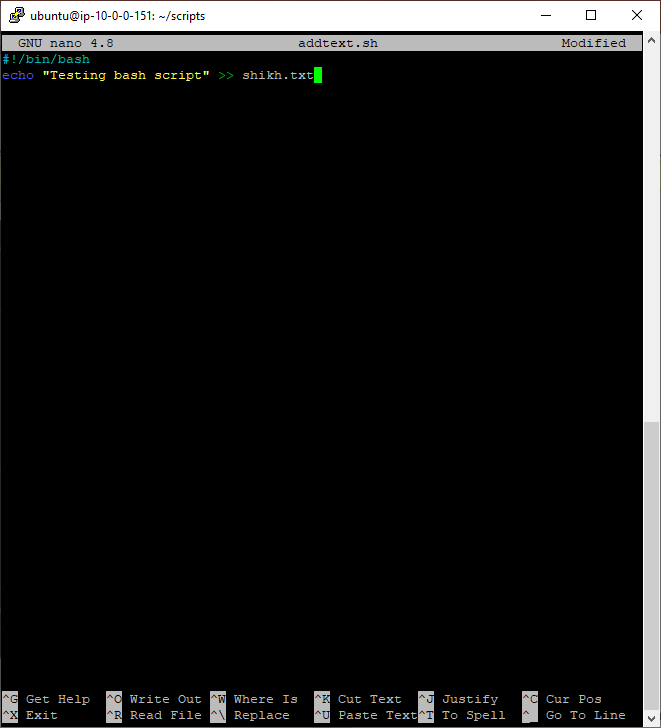 ubuntu@ip-10-0-0-151: ~/scripts
GNU nano 4.8 addtext.sh Modified
#!/bin/bash
echo "Testing bash script" >> shikh.txt
^G Get Help ^O Write Out ^W Where Is ^K Cut Text ^J Justify ^C Cur Pos
^X Exit ^R Read File ^\ Replace ^U Paste Text ^T To Spell ^_ Go To Line